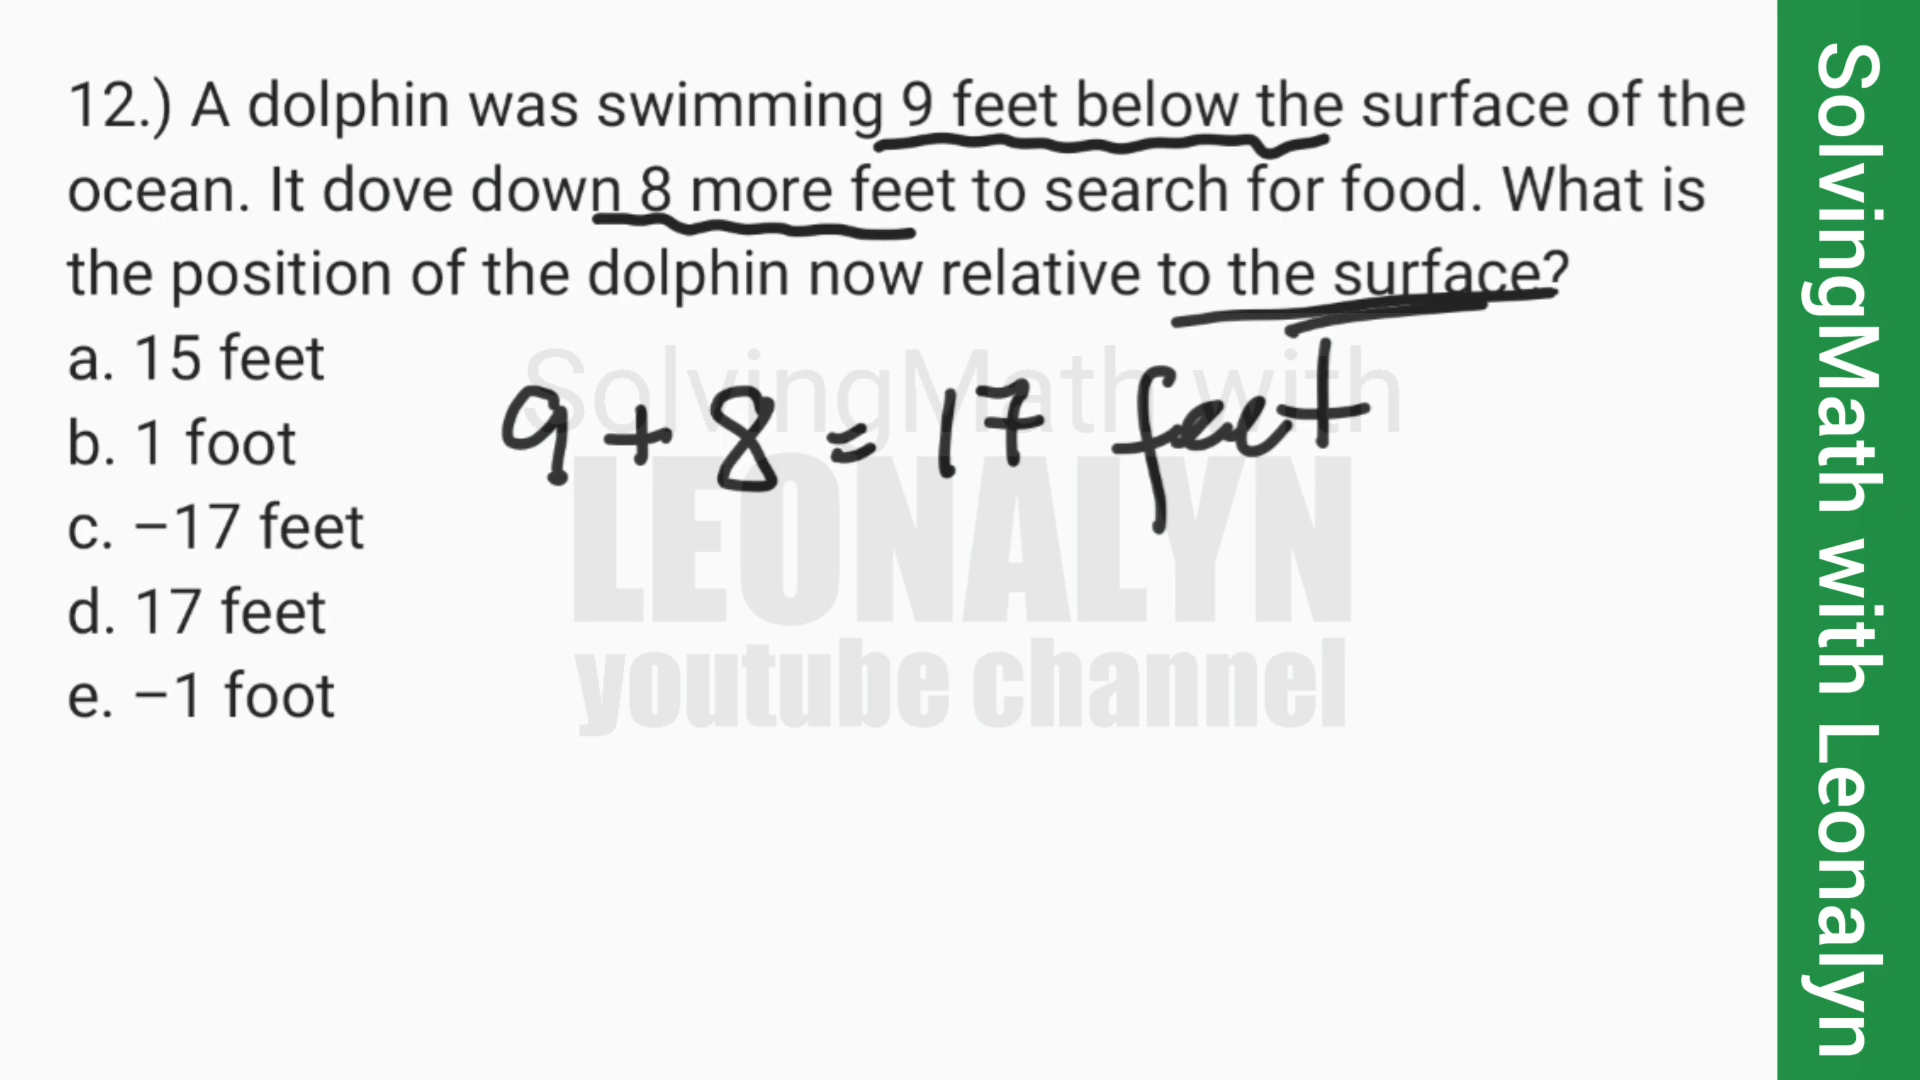 12.) A dolphin was swimming 9 feet below the surface of the
ocean. It dove down 8 more feet to search for food. What is
the position of the dolphin now relative to the surface?
a. 15 feet
b. 1 foot
c. –17 feet
d. 17 feet
e. –1 foot
9 + 8 = 17 feet
SolvingMath with
LEONALYN
youtube channel
SolvingMath with Leonalyn